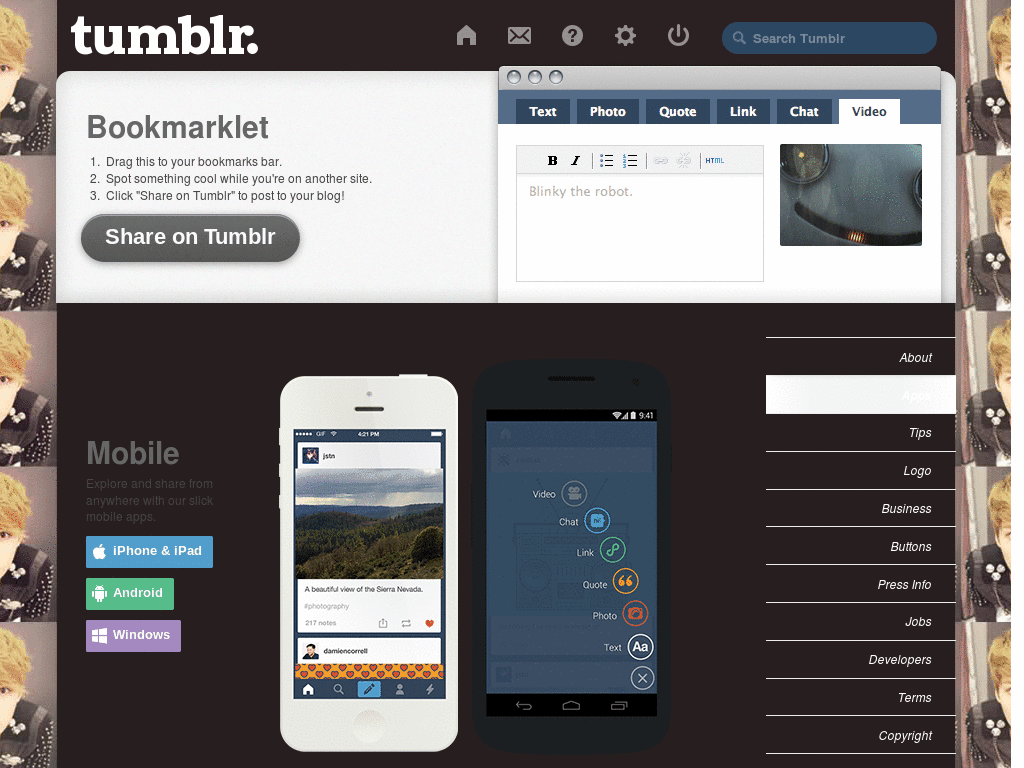 tumblr.
Search Tumblr
Bookmarklet
1. Drag this to your bookmarks bar.
2. Spot something cool while you're on another site.
3. Click "Share on Tumblr" to post to your blog!
Share on Tumblr
Text Photo Quote Link Chat Video
B I HTML
Blinky the robot.
Mobile
Explore and share from
anywhere with our slick
mobile apps.
iPhone & iPad
Android
Windows
GIF 4:21 PM
jstn
A beautiful view of the Sierra Nevada.
#photography
217 notes
damiencorrell
9:41
Video
Chat
Link
Quote
Photo
Text Aa
About
Apps
Tips
Logo
Business
Buttons
Press Info
Jobs
Developers
Terms
Copyright